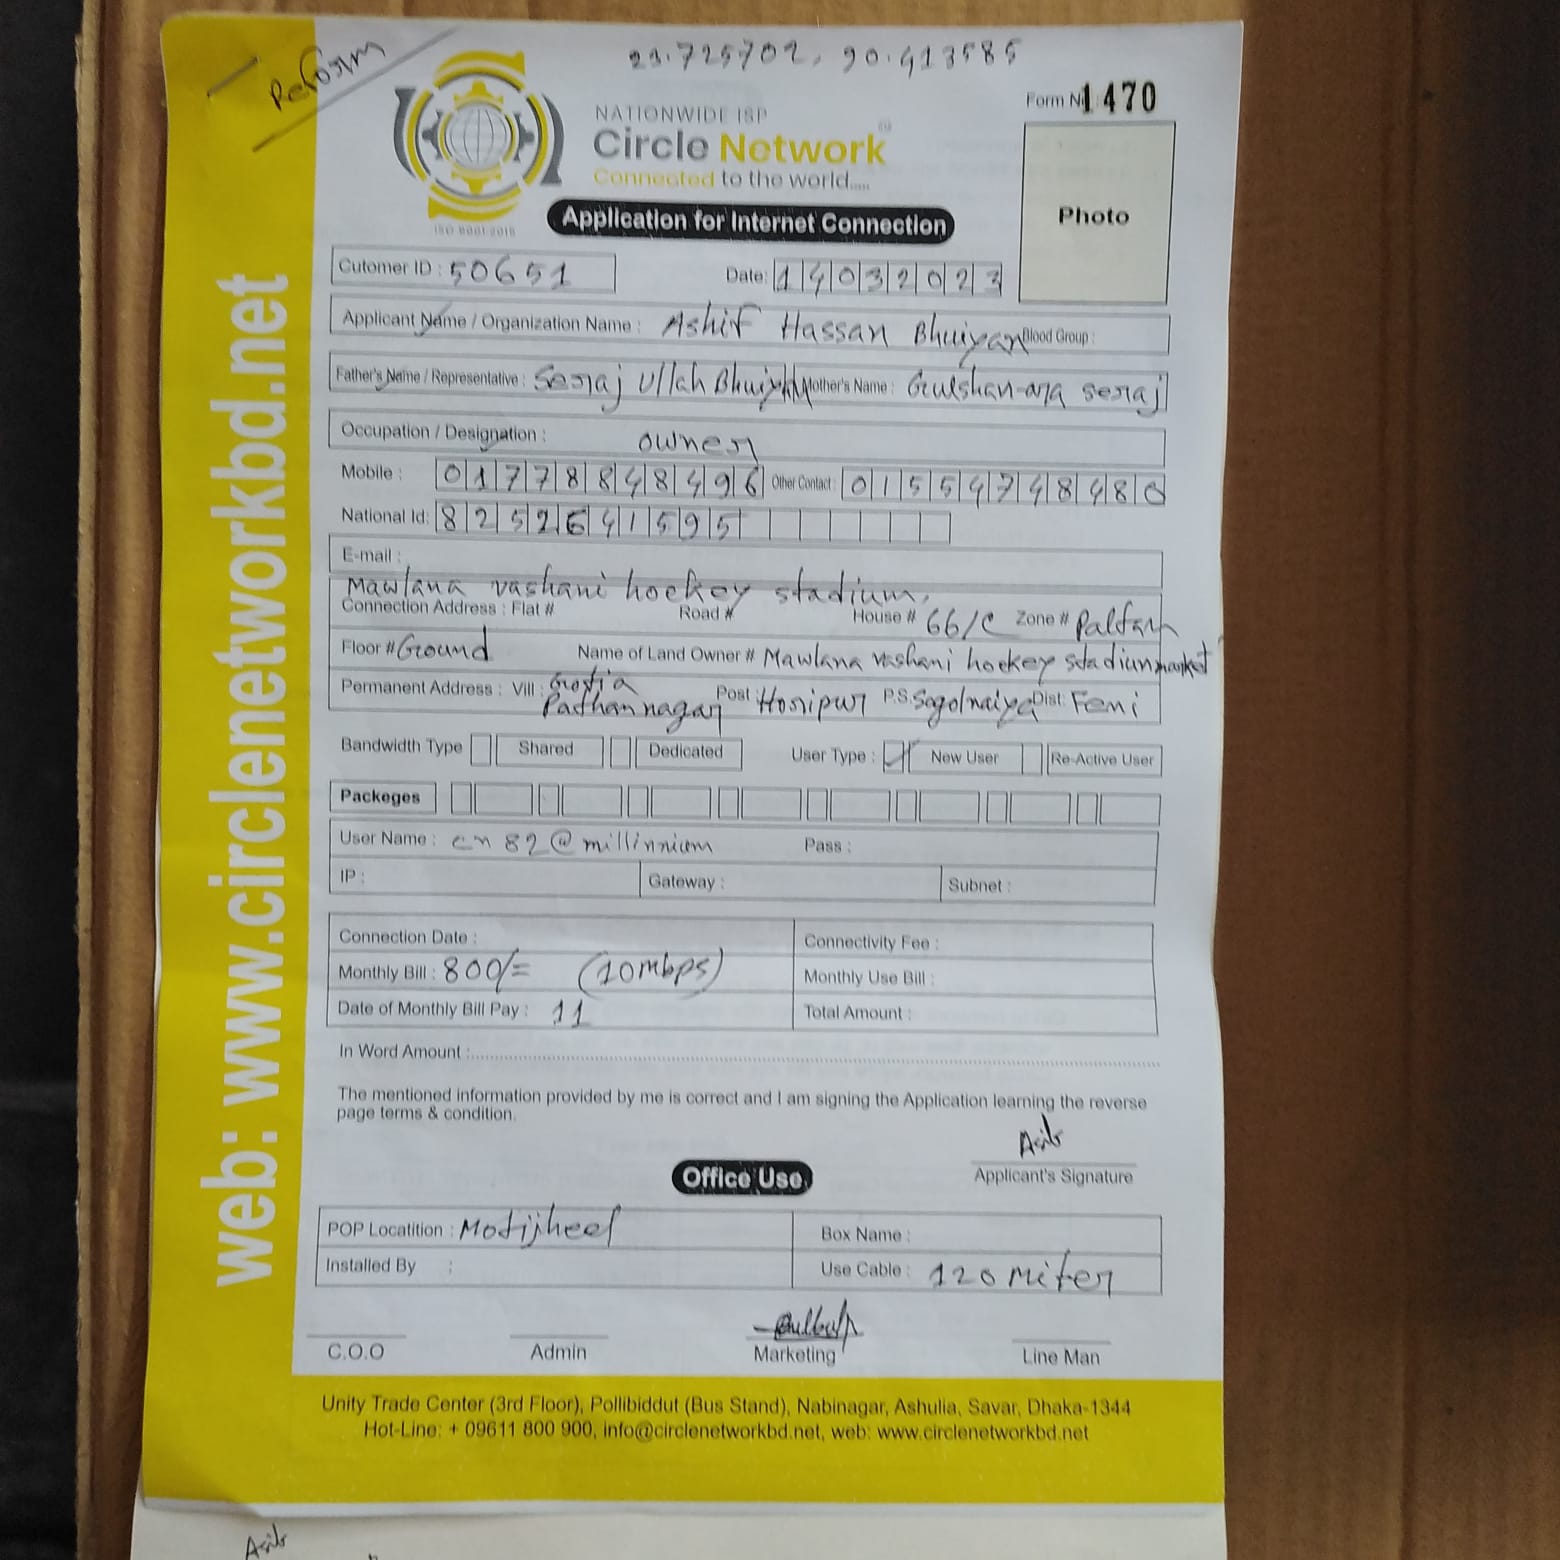 Reform
23.725702, 90.413585
Form No 1470
NATIONWIDE ISP
Circle Network
TM
Connected to the world.....
ISO 9001:2015
Application for Internet Connection
Photo
Cutomer ID : 50651 Date: 14032023
Applicant Name / Organization Name : Ashif Hassan Bhuiyan Blood Group :
Father's Name / Representative : Seraj Ullah Bhuiyan Mother's Name : Gulshan-ara seraj
Occupation / Designation : owner
Mobile : 01778848496 Other Contact : 01554748480
National Id: 8252641595
E-mail :
Mawlana vashani hockey stadium,
Connection Address : Flat # Road # House # 66/C Zone # Paltan
Floor # Ground Name of Land Owner # Mawlana vashani hockey stadium market
Permanent Address : Vill : Pathannagar Post : Horipur P.S. Sagolnaiya Dist: Feni
Bandwidth Type Shared Dedicated User Type : New User Re-Active User
Packeges
User Name : cn82@millinnium Pass :
IP : Gateway : Subnet :
Connection Date : Connectivity Fee :
Monthly Bill : 800/= (10mbps) Monthly Use Bill :
Date of Monthly Bill Pay : 11 Total Amount :
In Word Amount :
The mentioned information provided by me is correct and I am signing the Application learning the reverse
page terms & condition.
Applicant's Signature
Office Use
POP Locatition : Motijheel Box Name :
Installed By : Use Cable : 120 Miter
C.O.O Admin Marketing Line Man
Unity Trade Center (3rd Floor), Pollibiddut (Bus Stand), Nabinagar, Ashulia, Savar, Dhaka-1344
Hot-Line: + 09611 800 900, info@circlenetworkbd.net, web: www.circlenetworkbd.net
web: www.circlenetworkbd.net